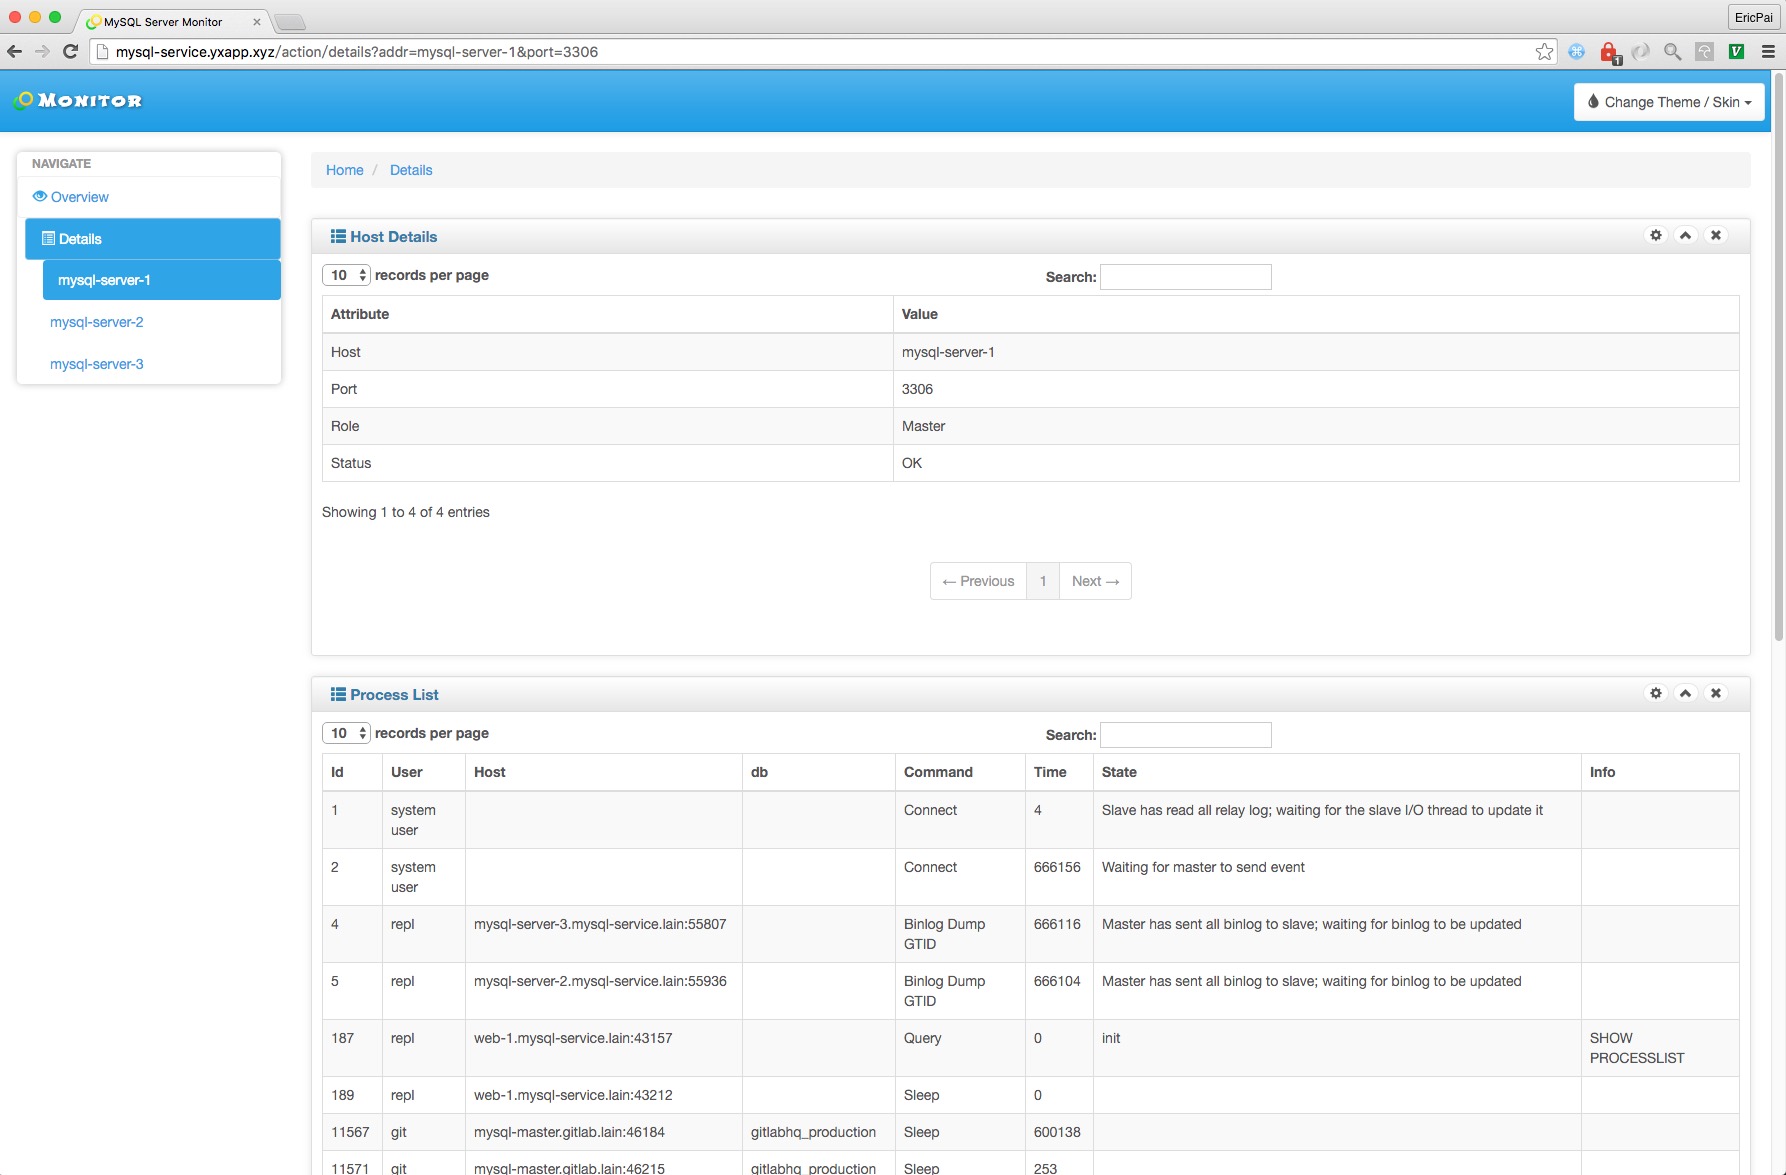 MySQL Server Monitor
EricPai
mysql-service.yxapp.xyz/action/details?addr=mysql-server-1&port=3306
1
V
MONITOR
Change Theme / Skin
NAVIGATE
Overview
Details
mysql-server-1
mysql-server-2
mysql-server-3
Home / Details
Host Details
10 records per page
Search:
Attribute Value
Host mysql-server-1
Port 3306
Role Master
Status OK
Showing 1 to 4 of 4 entries
← Previous 1 Next →
Process List
10 records per page
Search:
Id User Host db Command Time State Info
1 system user Connect 4 Slave has read all relay log; waiting for the slave I/O thread to update it
2 system user Connect 666156 Waiting for master to send event
4 repl mysql-server-3.mysql-service.lain:55807 Binlog Dump GTID 666116 Master has sent all binlog to slave; waiting for binlog to be updated
5 repl mysql-server-2.mysql-service.lain:55936 Binlog Dump GTID 666104 Master has sent all binlog to slave; waiting for binlog to be updated
187 repl web-1.mysql-service.lain:43157 Query 0 init SHOW PROCESSLIST
189 repl web-1.mysql-service.lain:43212 Sleep 0
11567 git mysql-master.gitlab.lain:46184 gitlabhq_production Sleep 600138
11571 git mysql-master.gitlab.lain:46215 gitlabhq_production Sleep 253